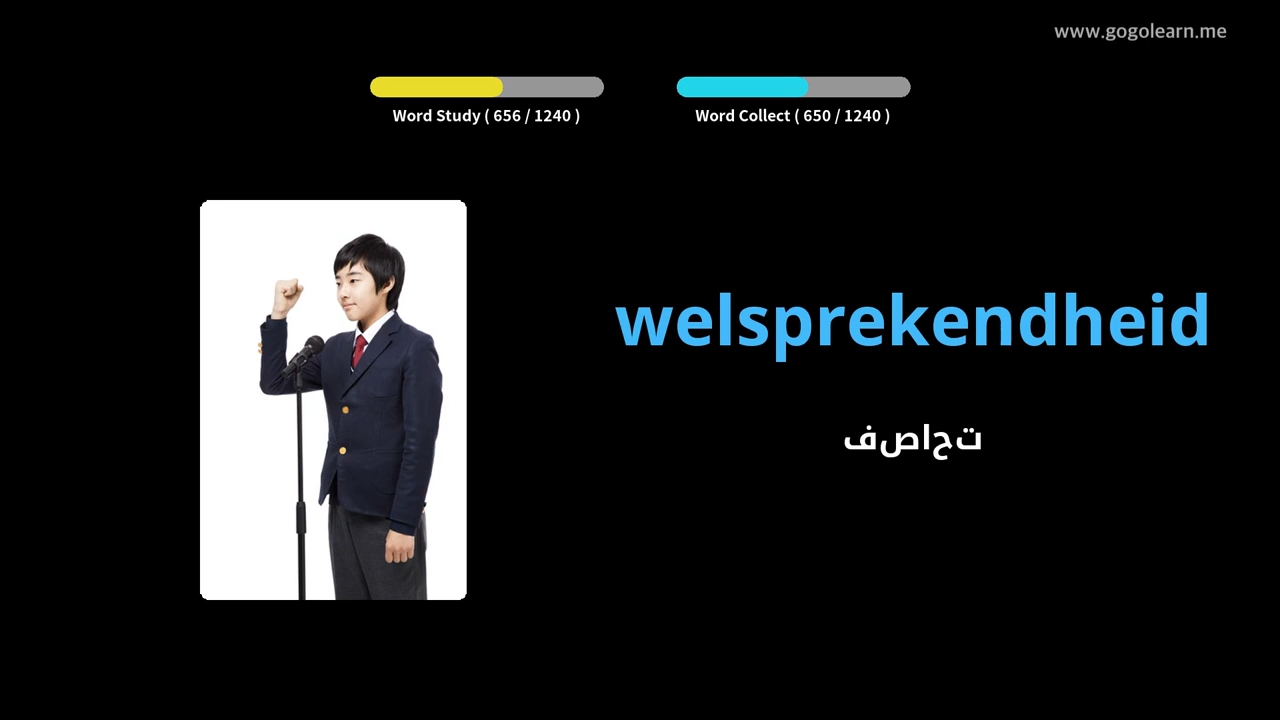 www.gogolearn.me
Word Study ( 656 / 1240 )
Word Collect ( 650 / 1240 )
welsprekendheid
تحاصف